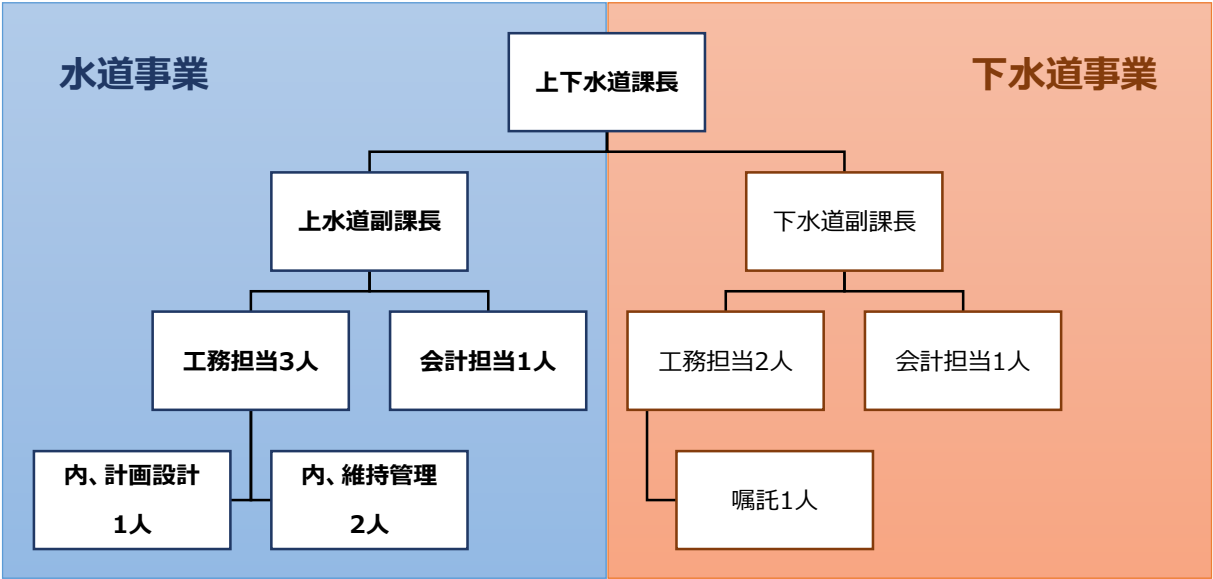 水道事業
下水道事業
上下水道課長
上水道副課長
下水道副課長
工務担当3人
会計担当1人
工務担当2人
会計担当1人
内、計画設計
1人
内、維持管理
2人
嘱託1人